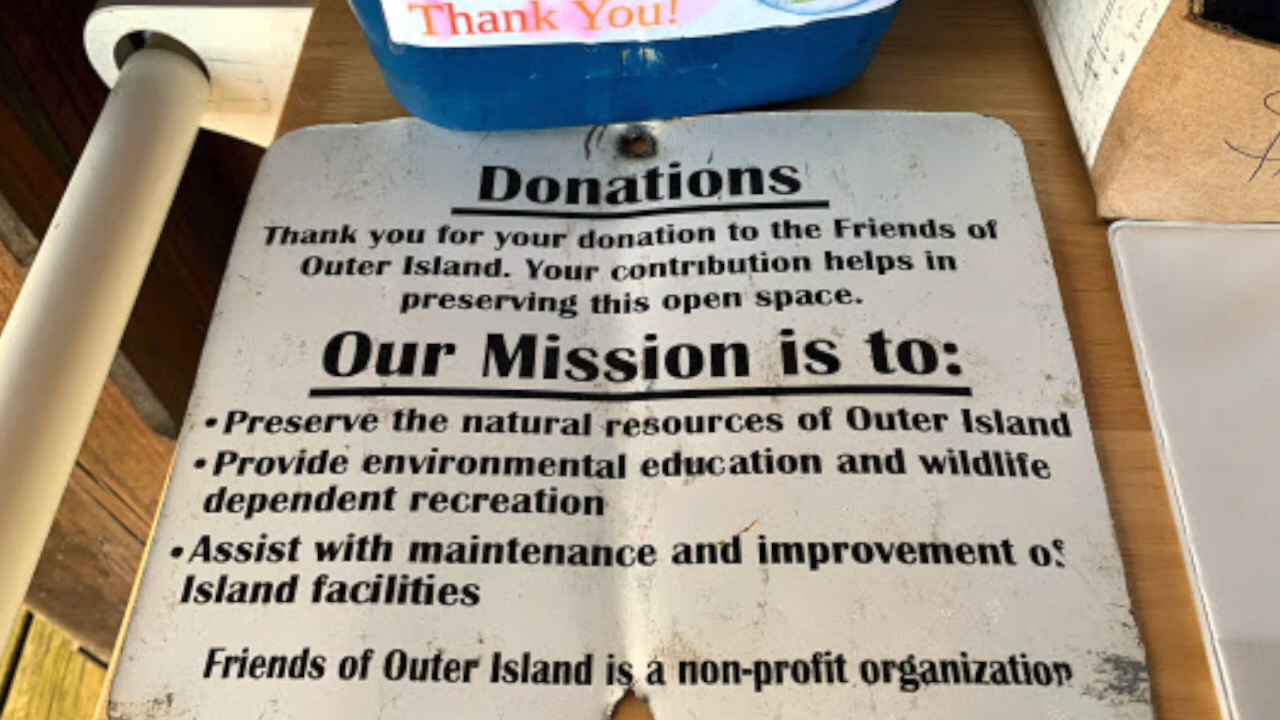 Thank You!
Donations
Thank you for your donation to the Friends of
Outer Island. Your contribution helps in
preserving this open space.
Our Mission is to:
•Preserve the natural resources of Outer Island
•Provide environmental education and wildlife
dependent recreation
•Assist with maintenance and improvement of
Island facilities
Friends of Outer Island is a non-profit organization